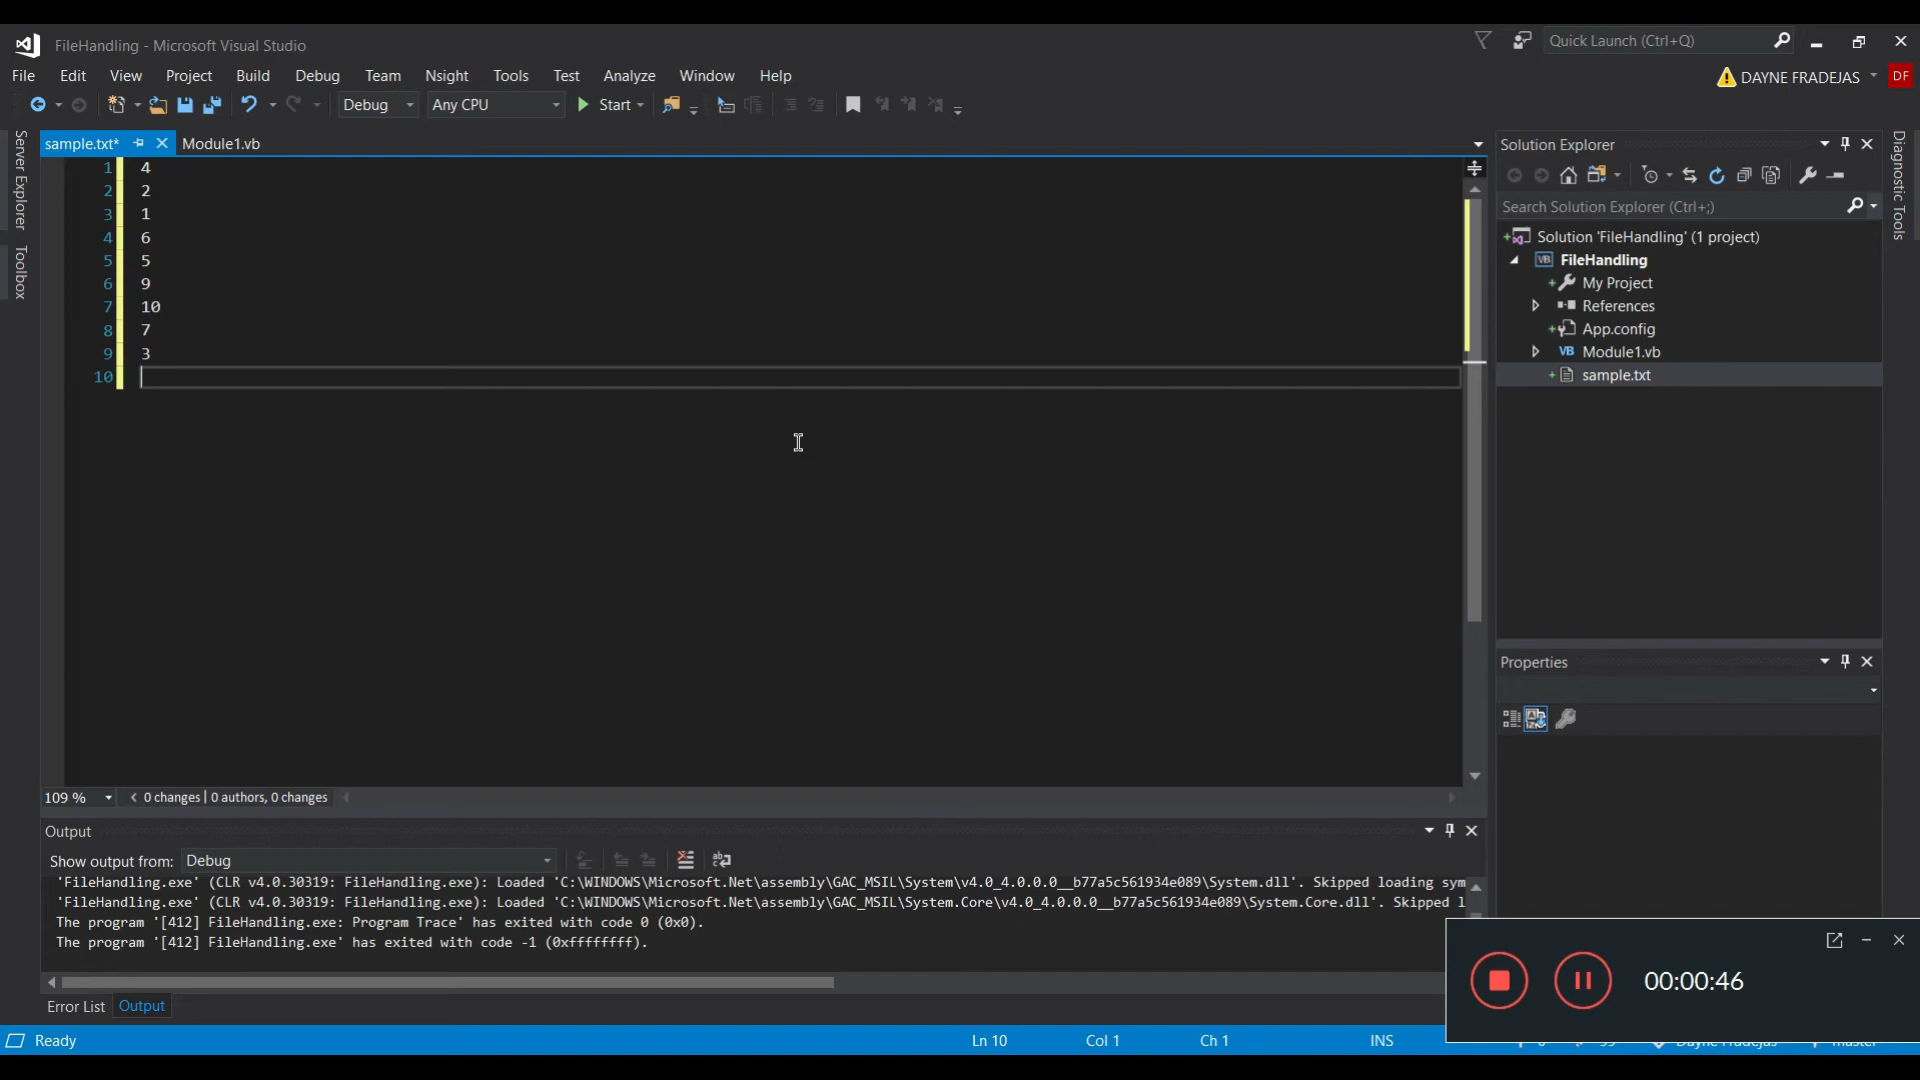 FileHandling - Microsoft Visual Studio
Quick Launch (Ctrl+Q)
File Edit View Project Build Debug Team Nsight Tools Test Analyze Window Help
DAYNE FRADEJAS DF
Debug Any CPU Start
Server Explorer
Toolbox
sample.txt* Module1.vb
1 4
2 2
3 1
4 6
5 5
6 9
7 10
8 7
9 3
10
109 % 0 changes | 0 authors, 0 changes
Solution Explorer
Search Solution Explorer (Ctrl+;)
Solution 'FileHandling' (1 project)
VB FileHandling
My Project
References
App.config
VB Module1.vb
sample.txt
Diagnostic Tools
Properties
Output
Show output from: Debug
'FileHandling.exe' (CLR v4.0.30319: FileHandling.exe): Loaded 'C:\WINDOWS\Microsoft.Net\assembly\GAC_MSIL\System\v4.0_4.0.0.0__b77a5c561934e089\System.dll'. Skipped loading sym
'FileHandling.exe' (CLR v4.0.30319: FileHandling.exe): Loaded 'C:\WINDOWS\Microsoft.Net\assembly\GAC_MSIL\System.Core\v4.0_4.0.0.0__b77a5c561934e089\System.Core.dll'. Skipped l
The program '[412] FileHandling.exe: Program Trace' has exited with code 0 (0x0).
The program '[412] FileHandling.exe' has exited with code -1 (0xffffffff).
Error List Output
00:00:46
Ready Ln 10 Col 1 Ch 1 INS